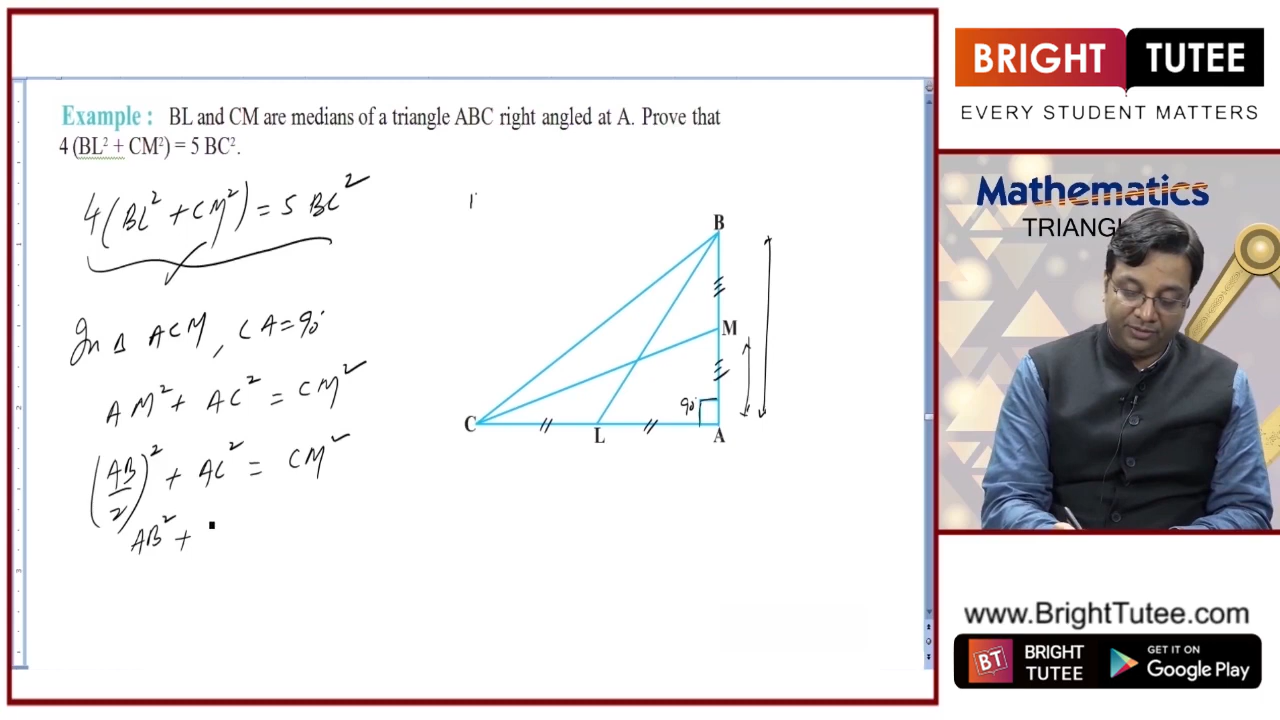 BRIGHT TUTEE
EVERY STUDENT MATTERS
Example : BL and CM are medians of a triangle ABC right angled at A. Prove that
4 (BL² + CM²) = 5 BC².
4(BL² + CM²) = 5 BC²
In Δ ACM, ∠A = 90°
AM² + AC² = CM²
(AB/2)² + AC² = CM²
AB² +
B
M
90°
C
L
A
Mathematics
TRIANGL
www.BrightTutee.com
BT
BRIGHT
TUTEE
GET IT ON
Google Play